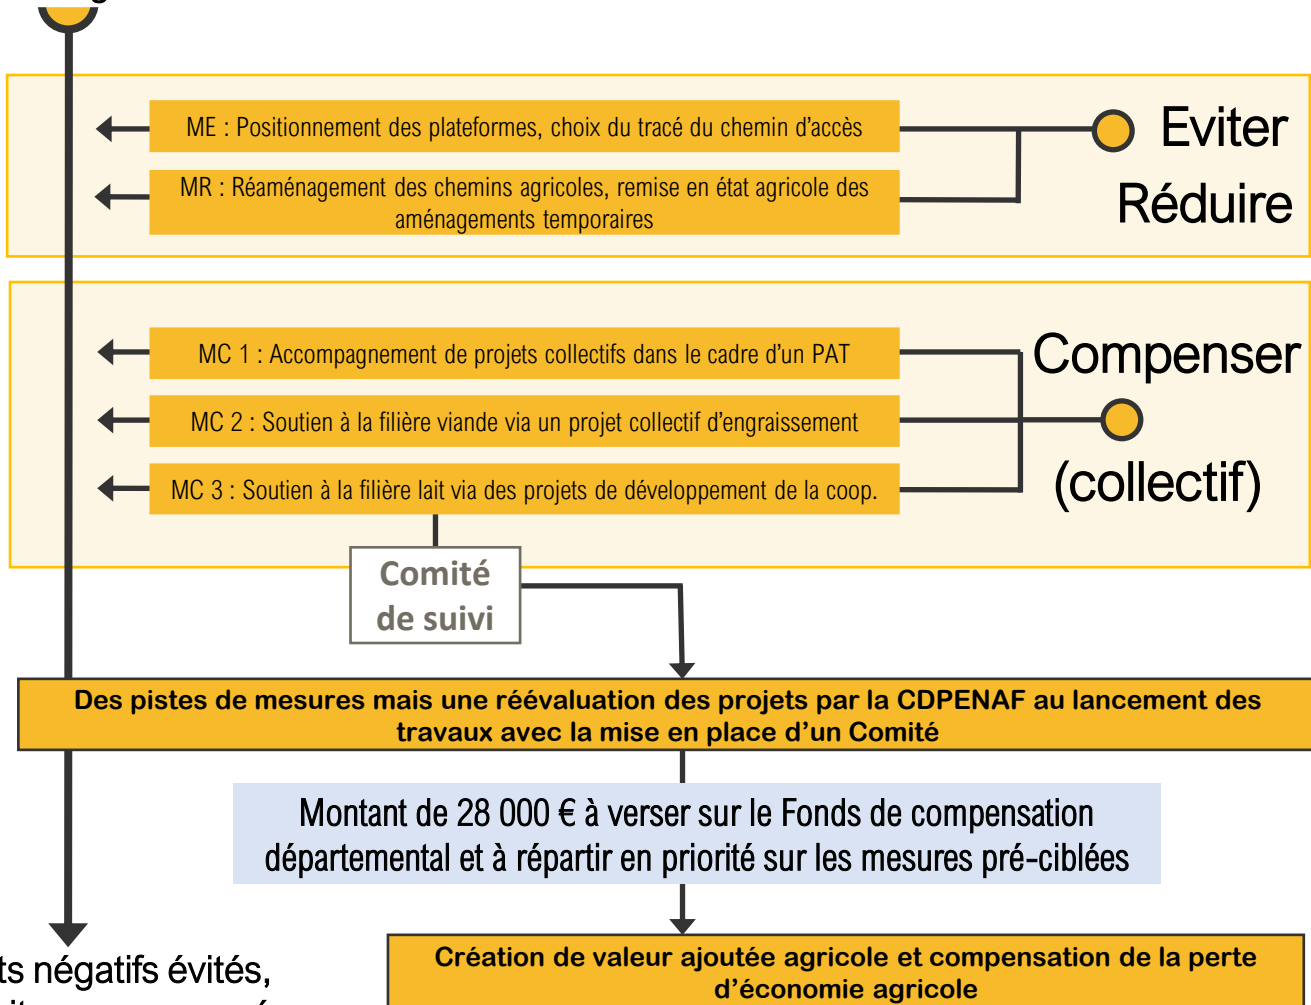 Eviter
ME : Positionnement des plateformes, choix du tracé du chemin d'accès
Réduire
MR : Réaménagement des chemins agricoles, remise en état agricole des
aménagements temporaires
Compenser
(collectif)
MC 1 : Accompagnement de projets collectifs dans le cadre d'un PAT
MC 2 : Soutien à la filière viande via un projet collectif d'engraissement
MC 3 : Soutien à la filière lait via des projets de développement de la coop.
Comité
de suivi
Des pistes de mesures mais une réévaluation des projets par la CDPENAF au lancement des
travaux avec la mise en place d'un Comité
Montant de 28 000 € à verser sur le Fonds de compensation
départemental et à répartir en priorité sur les mesures pré-ciblées
négatifs évités,
Création de valeur ajoutée agricole et compensation de la perte
d'économie agricole